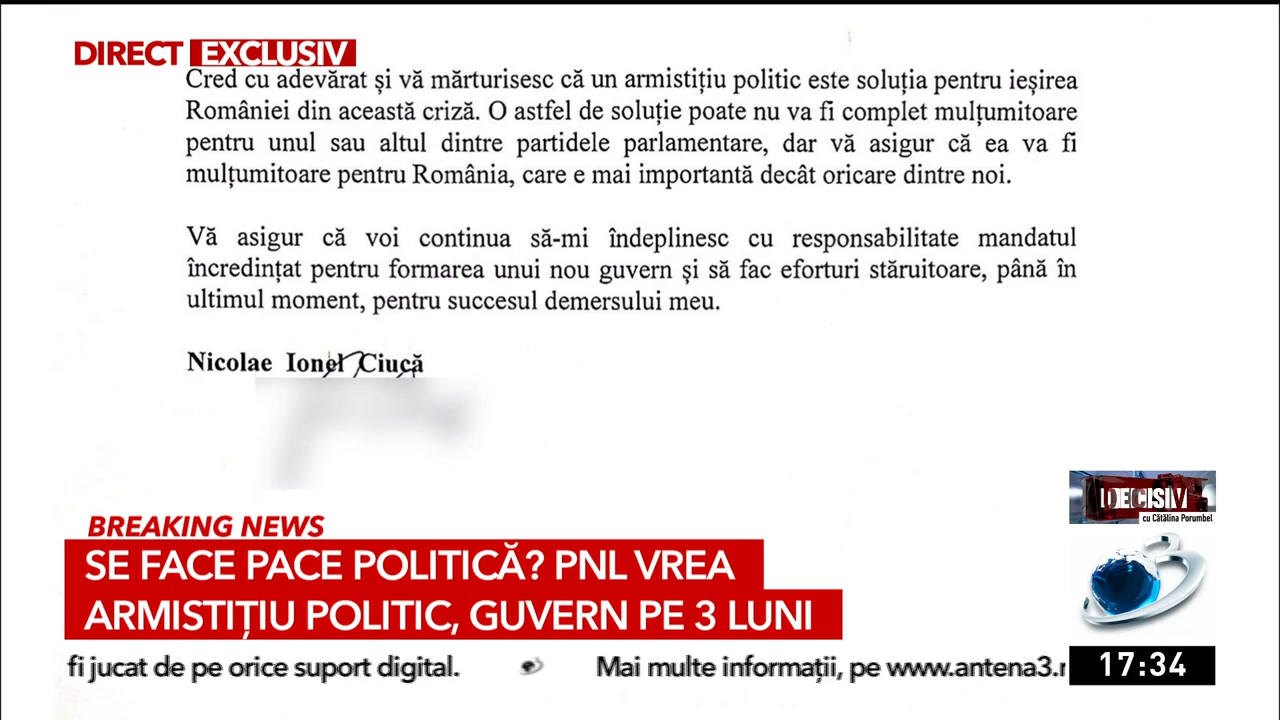 DIRECT EXCLUSIV
Cred cu adevărat și vă mărturisesc că un armistițiu politic este soluția pentru ieșirea
României din această criză. O astfel de soluție poate nu va fi complet mulțumitoare
pentru unul sau altul dintre partidele parlamentare, dar vă asigur că ea va fi
mulțumitoare pentru România, care e mai importantă decât oricare dintre noi.
Vă asigur că voi continua să-mi îndeplinesc cu responsabilitate mandatul
încredințat pentru formarea unui nou guvern și să fac eforturi stăruitoare, până în
ultimul moment, pentru succesul demersului meu.
Nicolae Ionel Ciucă
DECISIV
cu Cătălina Porumbel
BREAKING NEWS
SE FACE PACE POLITICĂ? PNL VREA
ARMISTIȚIU POLITIC, GUVERN PE 3 LUNI
fi jucat de pe orice suport digital. Mai multe informații, pe www.antena3.r
17:34